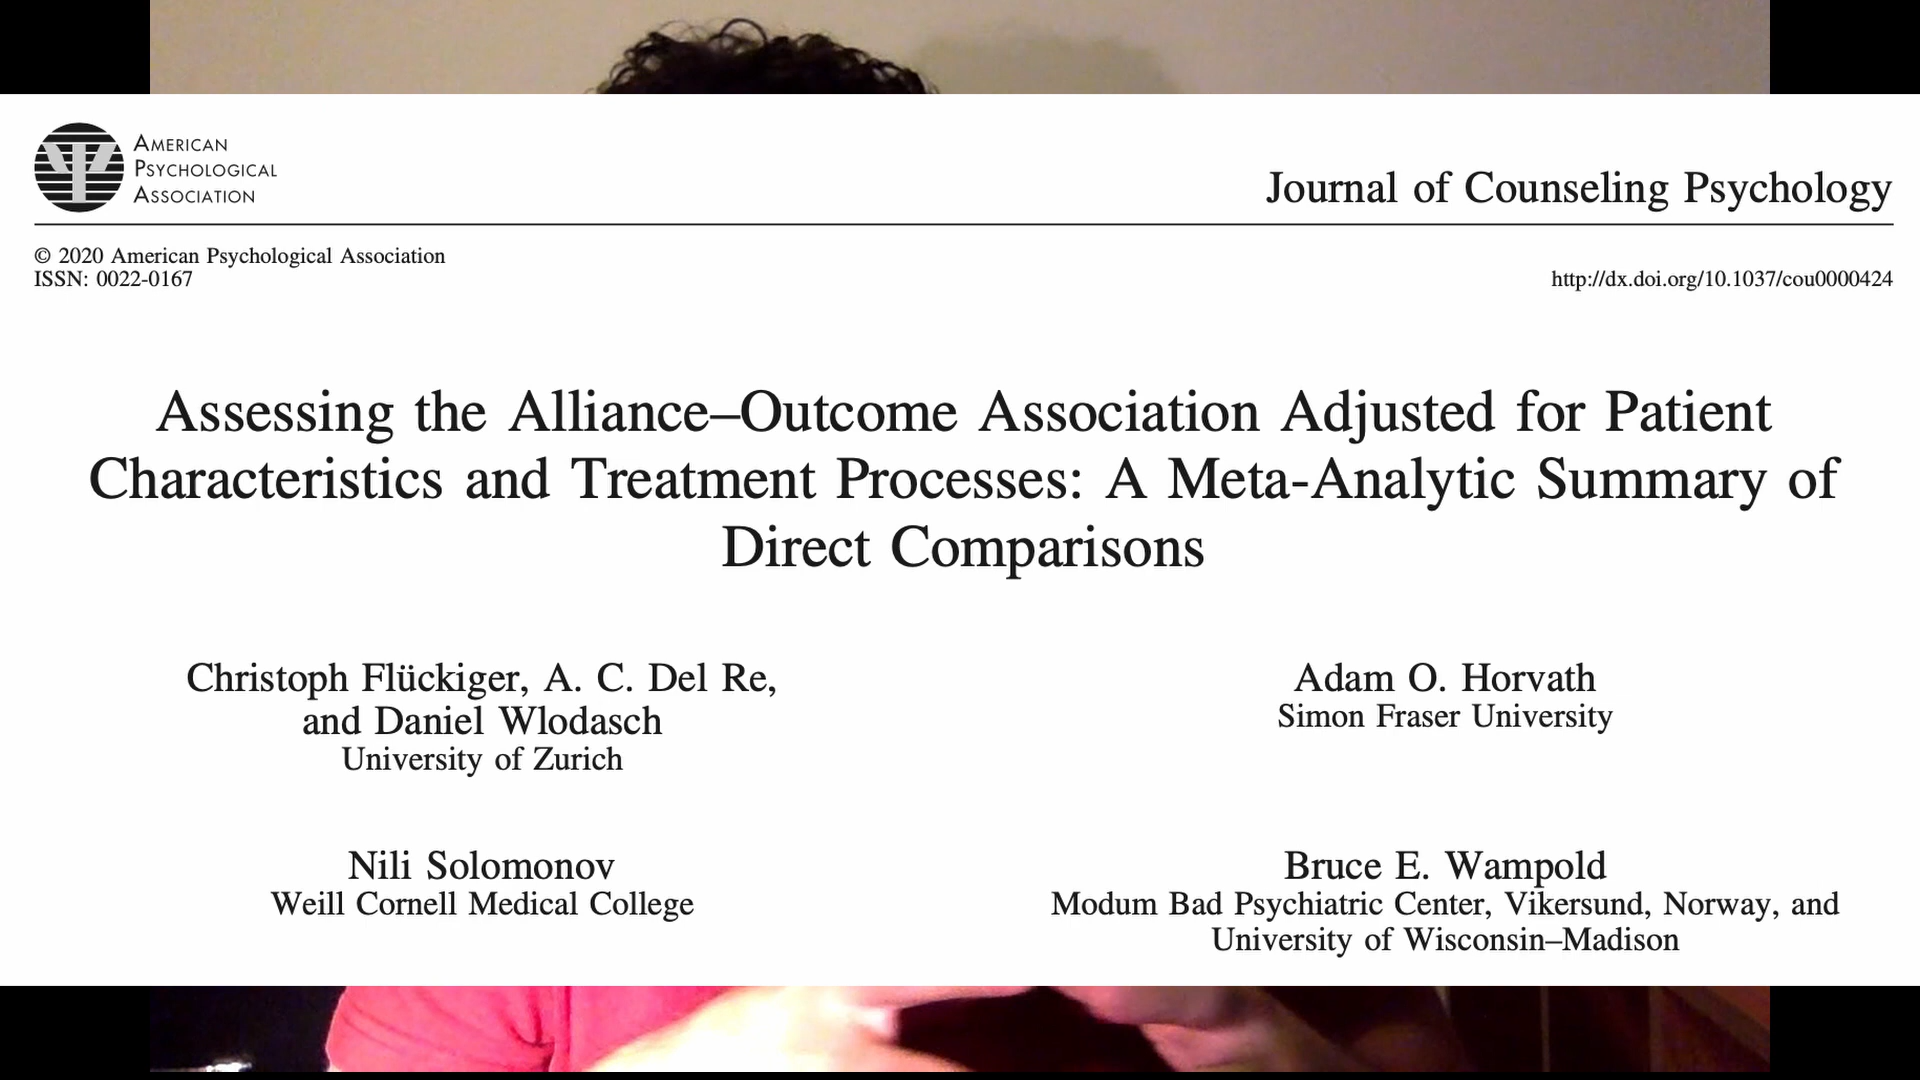 AMERICAN
PSYCHOLOGICAL
ASSOCIATION
Journal of Counseling Psychology
© 2020 American Psychological Association
ISSN: 0022-0167
http://dx.doi.org/10.1037/cou0000424
Assessing the Alliance–Outcome Association Adjusted for Patient
Characteristics and Treatment Processes: A Meta-Analytic Summary of
Direct Comparisons
Christoph Flückiger, A. C. Del Re,
and Daniel Wlodasch
University of Zurich
Adam O. Horvath
Simon Fraser University
Nili Solomonov
Weill Cornell Medical College
Bruce E. Wampold
Modum Bad Psychiatric Center, Vikersund, Norway, and
University of Wisconsin–Madison